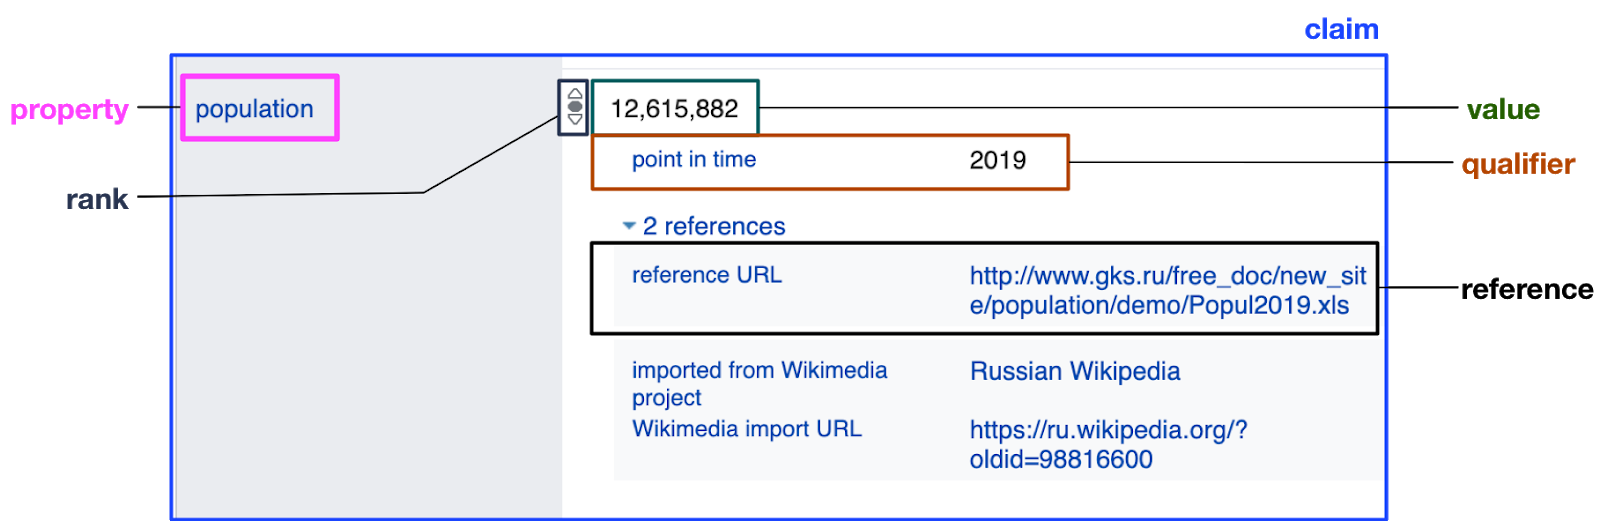 claim
property
population
12,615,882
value
point in time 2019
qualifier
rank
2 references
reference URL http://www.gks.ru/free_doc/new_sit
e/population/demo/Popul2019.xls
reference
imported from Wikimedia Russian Wikipedia
project
Wikimedia import URL https://ru.wikipedia.org/?
oldid=98816600